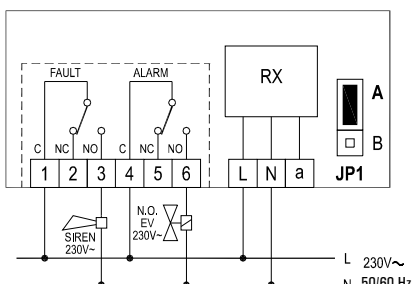 FAULT ALARM
RX
A
C NC NO C NC NO
B
1 2 3 4 5 6 L N a JP1
N.O.
EV
230V~
SIREN
230V~
L 230V~
N 50/60 Hz